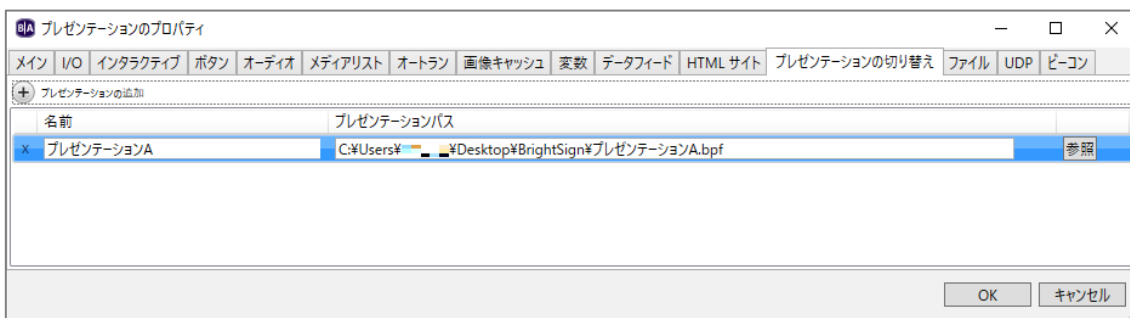 B|A プレゼンテーションのプロパティ
メイン I/O インタラクティブ ボタン オーディオ メディアリスト オートラン 画像キャッシュ 変数 データフィード HTML サイト プレゼンテーションの切り替え ファイル UDP ビーコン
+ プレゼンテーションの追加
名前 プレゼンテーションパス
x プレゼンテーションA C:¥Users¥ ¥Desktop¥BrightSign¥プレゼンテーションA.bpf 参照
OK キャンセル